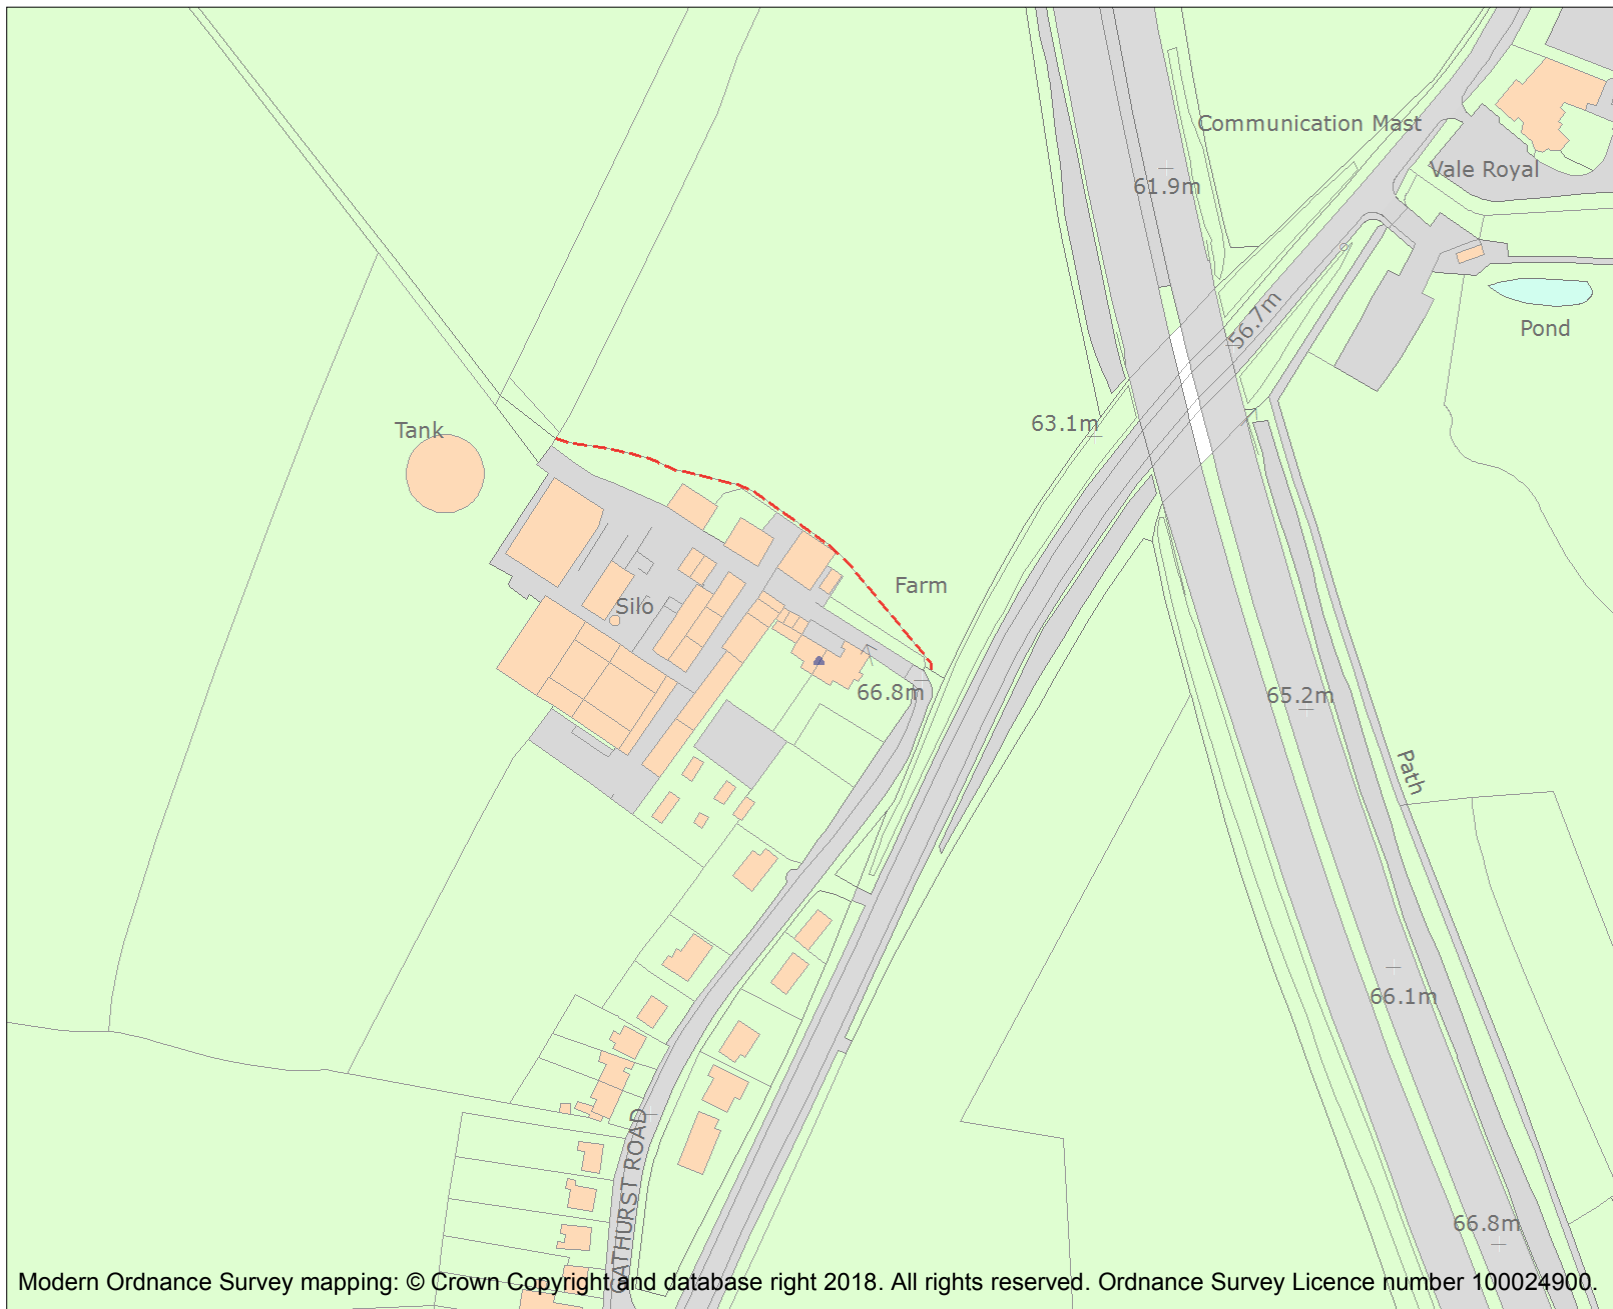 Communication Mast
Vale Royal
61.9m
56.7m
Pond
63.1m
Tank
Farm
Silo
66.8m
65.2m
Path
66.1m
ATHURST ROAD
66.8m
Modern Ordnance Survey mapping: © Crown Copyright and database right 2018. All rights reserved. Ordnance Survey Licence number 100024900.